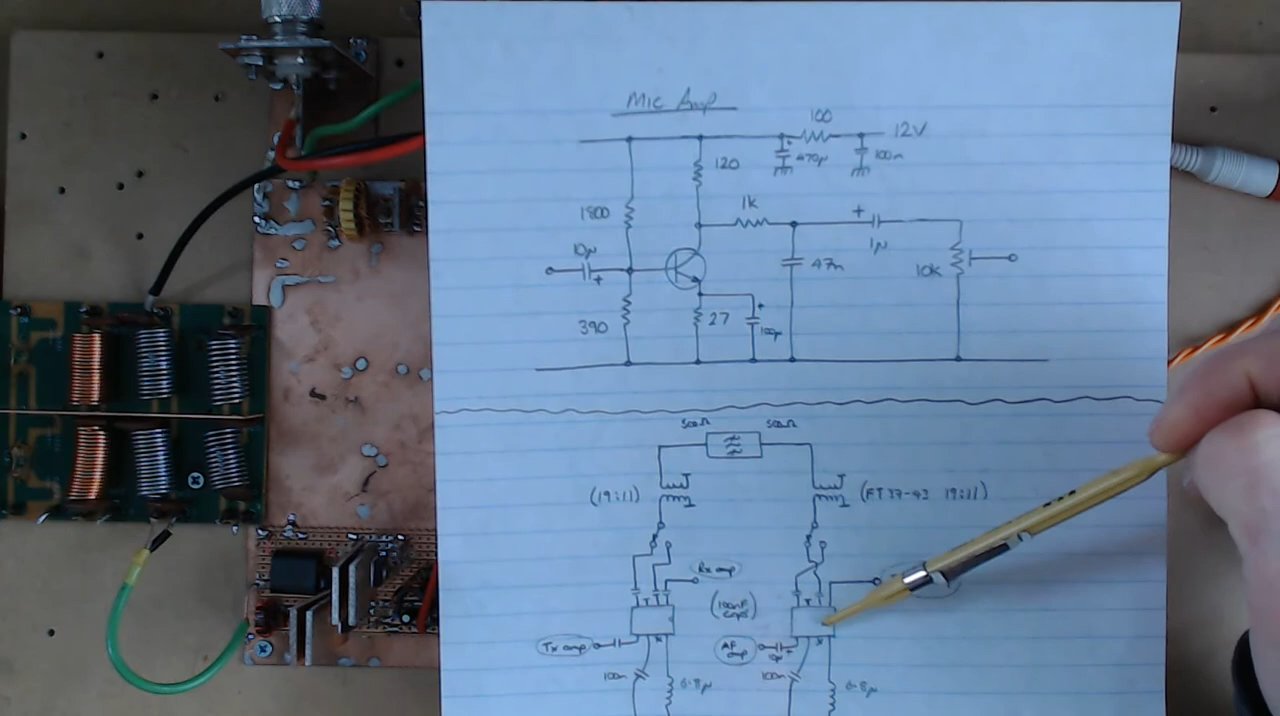 Mic Amp
100
12V
470µ
100n
120
1k
1800
+
1µ
10µ
+
47n
10k
390
27
100µ
500Ω
500Ω
(19:11)
(FT37-43 19:11)
Rx amp
(100nF
Caps)
Tx amp
AF
amp
100n
6.8µ
100n
6.8µ